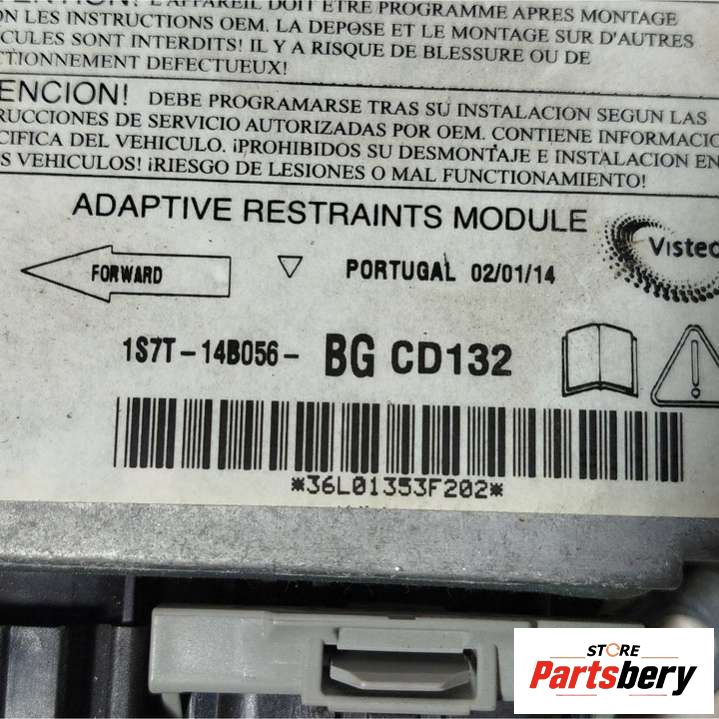 L'APPAREIL DOIT ETRE PROGRAMME APRES MONTAGE
LES INSTRUCTIONS OEM. LA DEPOSE ET LE MONTAGE SUR D'AUTRES
ICULES SONT INTERDITS! IL Y A RISQUE DE BLESSURE OU DE
CTIONNEMENT DEFECTUEUX!
ENCION! DEBE PROGRAMARSE TRAS SU INSTALACION SEGUN LAS
RUCCIONES DE SERVICIO AUTORIZADAS POR OEM. CONTIENE INFORMACIO
CIFICA DEL VEHICULO. ¡PROHIBIDOS SU DESMONTAJE E INSTALACION EN
S VEHICULOS! ¡RIESGO DE LESIONES O MAL FUNCTIONAMIENTO!
ADAPTIVE RESTRAINTS MODULE
Visteo
FORWARD
PORTUGAL 02/01/14
1S7T-14B056- BG CD132
*36L01353F202*
STORE
Partsbery